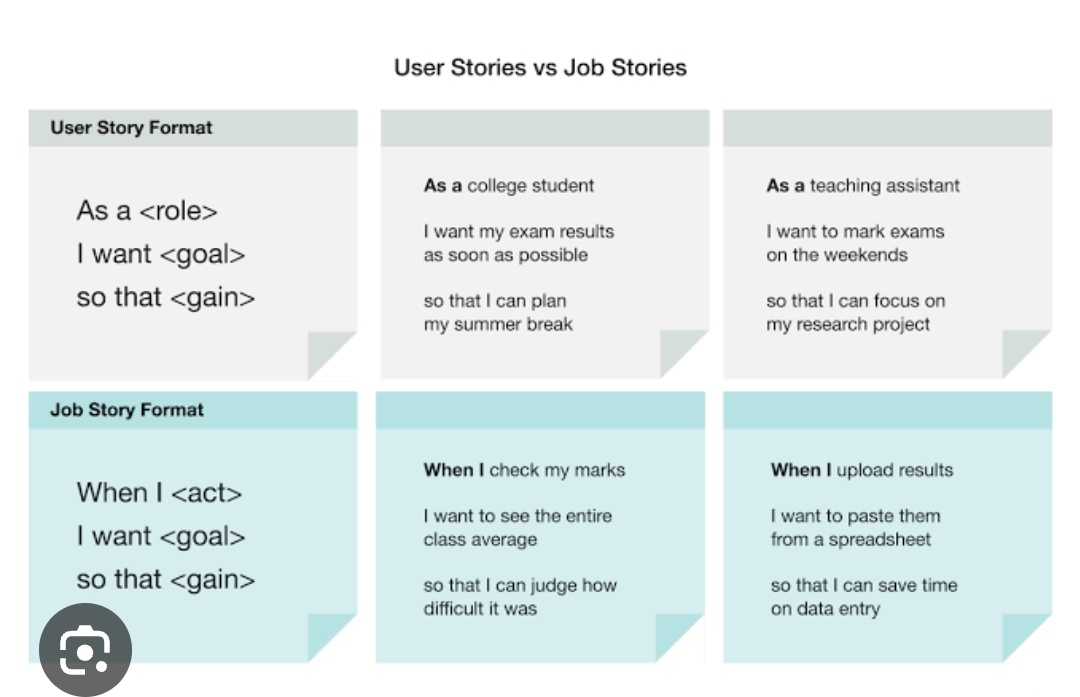 User Stories vs Job Stories
User Story Format
As a <role>
I want <goal>
so that <gain>
As a college student
I want my exam results
as soon as possible
so that I can plan
my summer break
As a teaching assistant
I want to mark exams
on the weekends
so that I can focus on
my research project
Job Story Format
When I <act>
I want <goal>
so that <gain>
When I check my marks
I want to see the entire
class average
so that I can judge how
difficult it was
When I upload results
I want to paste them
from a spreadsheet
so that I can save time
on data entry